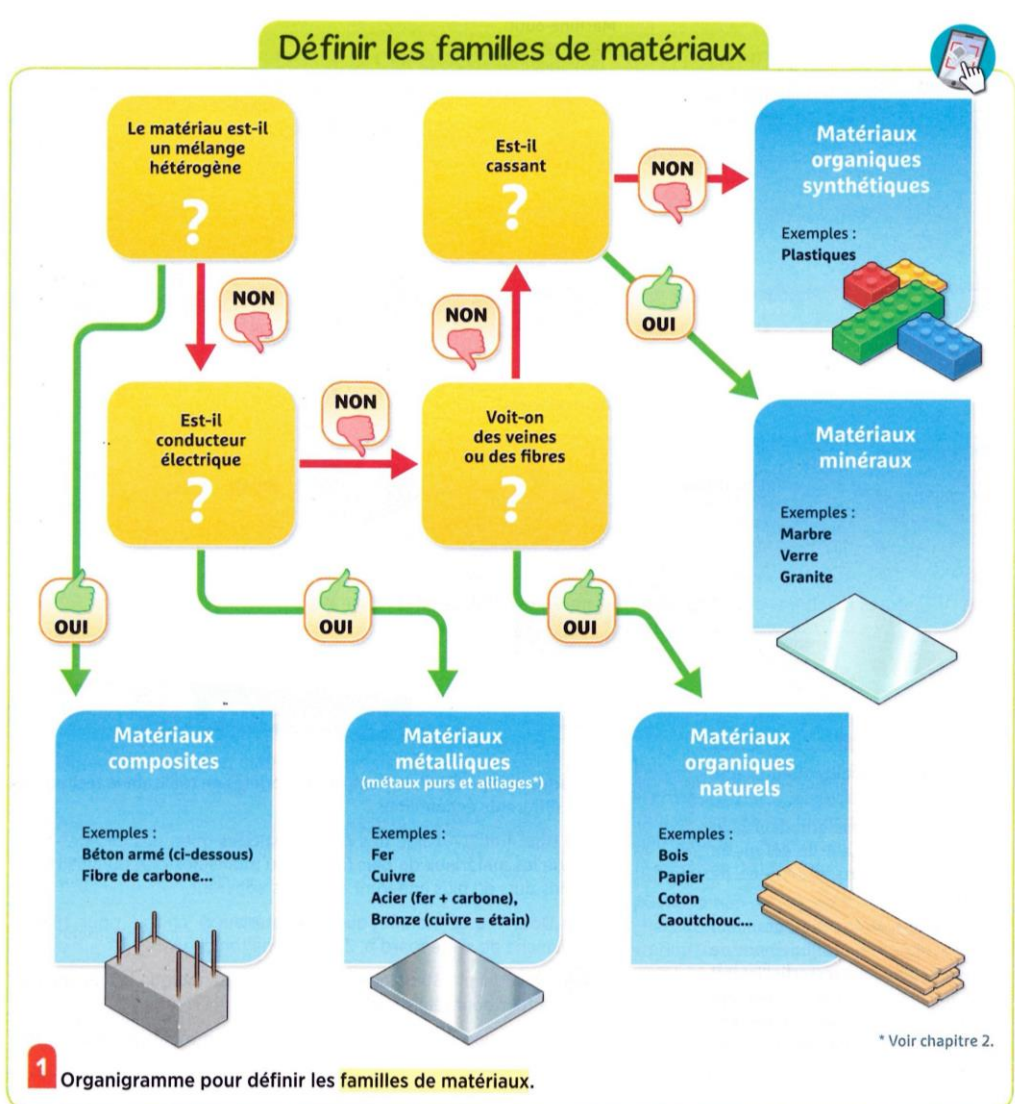 Définir les familles de matériaux
Le matériau est-il
un mélange
hétérogène
?
NON
OUI
Est-il
conducteur
électrique
?
NON
OUI
Voit-on
des veines
ou des fibres
?
NON
OUI
Est-il
cassant
?
NON
OUI
Matériaux
organiques
synthétiques
Exemples :
Plastiques
Matériaux
minéraux
Exemples :
Marbre
Verre
Granite
Matériaux
composites
Exemples :
Béton armé (ci-dessous)
Fibre de carbone...
Matériaux
métalliques
(métaux purs et alliages*)
Exemples :
Fer
Cuivre
Acier (fer + carbone),
Bronze (cuivre = étain)
Matériaux
organiques
naturels
Exemples :
Bois
Papier
Coton
Caoutchouc...
* Voir chapitre 2.
1 Organigramme pour définir les familles de matériaux.